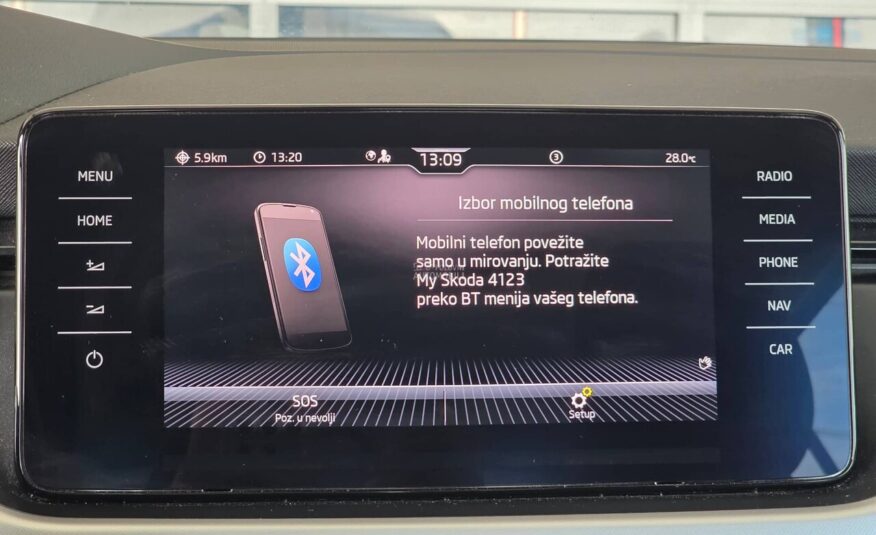 5.9km 13:20 13:09 3 28.0°C
MENU
HOME
RADIO
MEDIA
PHONE
NAV
CAR
Izbor mobilnog telefona
Mobilni telefon povežite
samo u mirovanju. Potražite
My Skoda 4123
preko BT menija vašeg telefona.
SOS
Poz. u nevolji
Setup